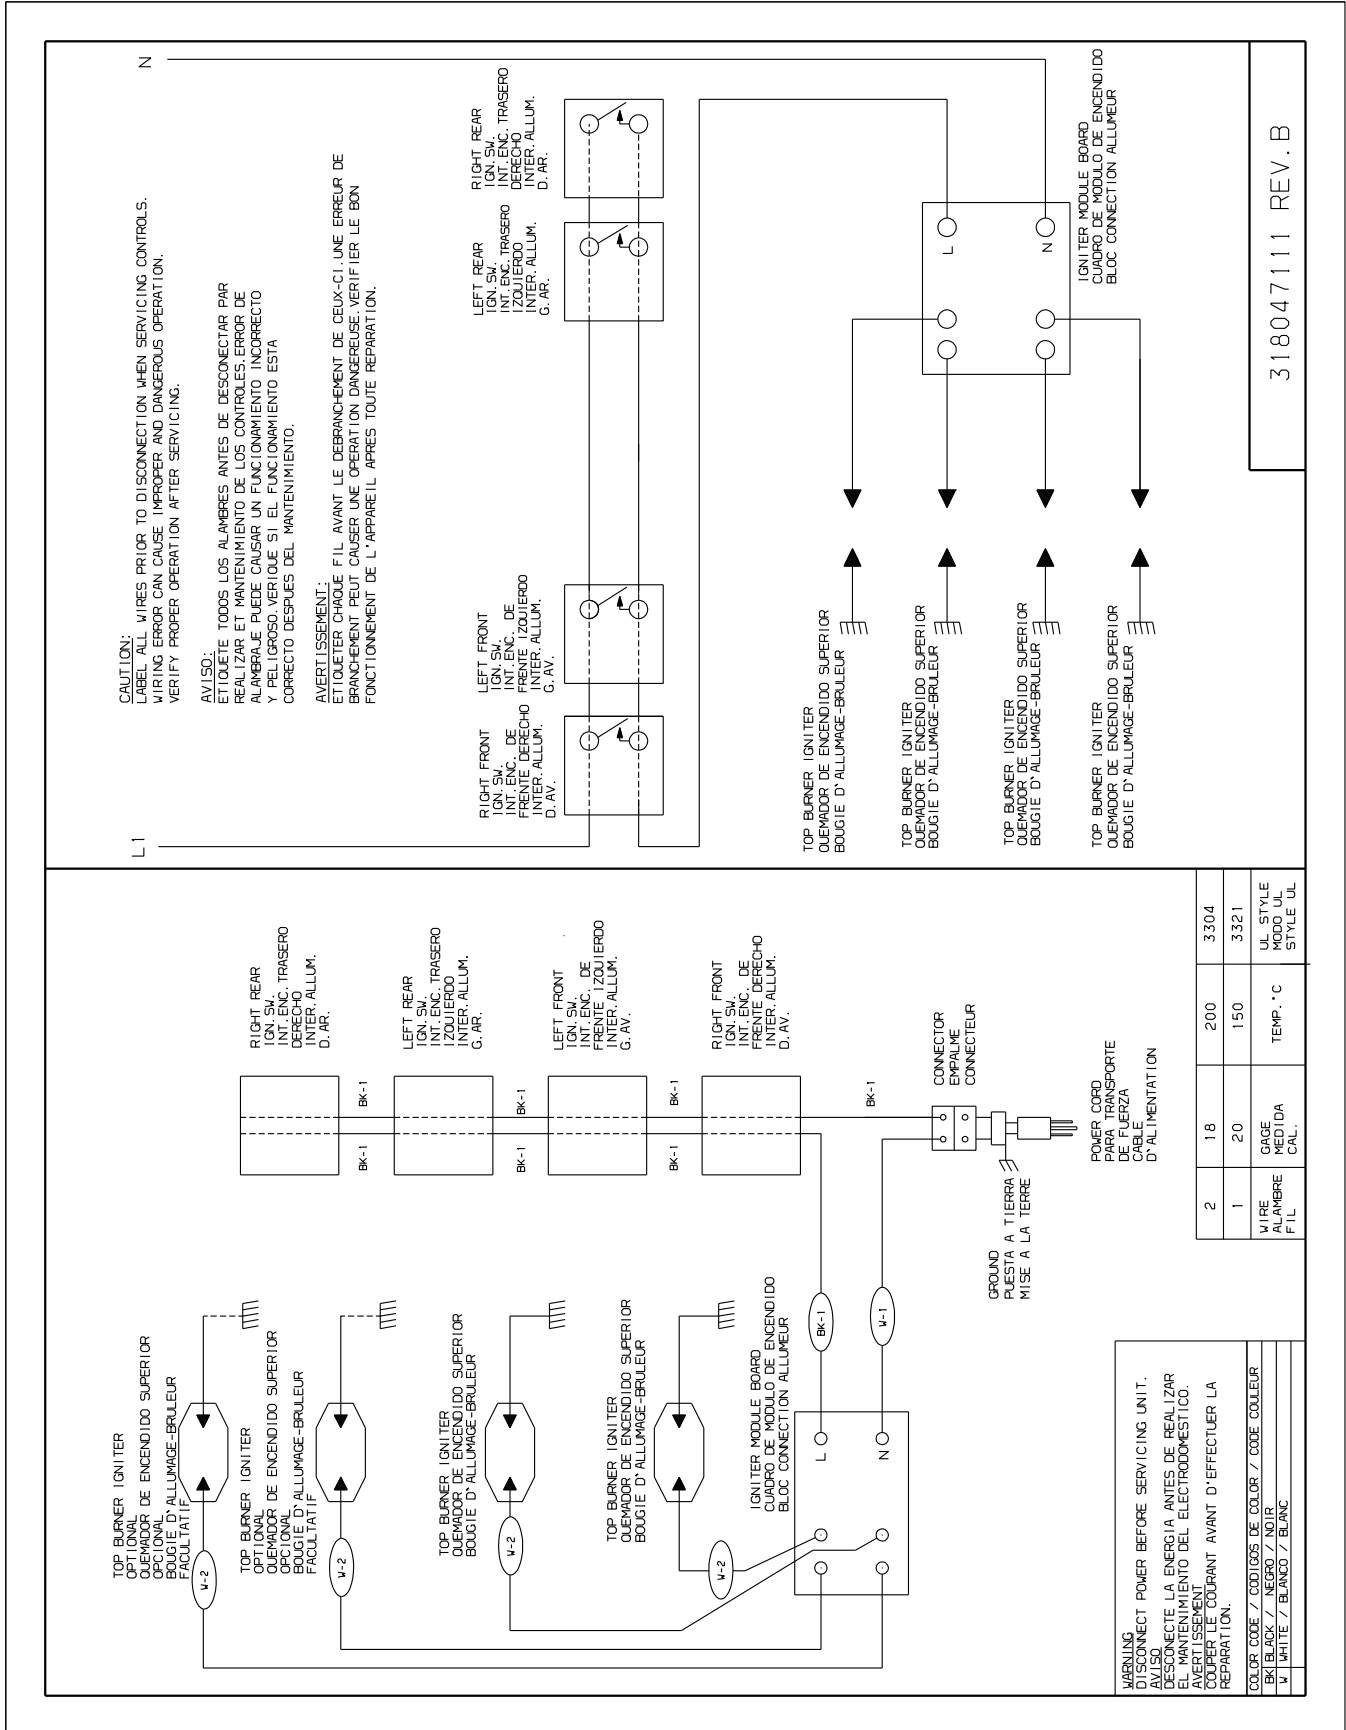 TOP BURNER IGNITER
OPTIONAL
QUEMADOR DE ENCENDIDO SUPERIOR
OPCIONAL
BOUGIE D`ALLUMAGE-BRULEUR
FACULTATIF
W-2
TOP BURNER IGNITER
OPTIONAL
QUEMADOR DE ENCENDIDO SUPERIOR
OPCIONAL
BOUGIE D`ALLUMAGE-BRULEUR
FACULTATIF
W-2
TOP BURNER IGNITER
QUEMADOR DE ENCENDIDO SUPERIOR
BOUGIE D`ALLUMAGE-BRULEUR
W-2
TOP BURNER IGNITER
QUEMADOR DE ENCENDIDO SUPERIOR
BOUGIE D`ALLUMAGE-BRULEUR
W-2
IGNITER MODULE BOARD
CUADRO DE MODULO DE ENCENDIDO
BLOC CONNECTION ALLUMEUR
L
N
BK-1
W-1
RIGHT REAR
IGN. SW.
INT. ENC. TRASERO
DERECHO
INTER. ALLUM.
D. AR.
BK-1
BK-1
LEFT REAR
IGN. SW.
INT. ENC. TRASERO
IZQUIERDO
INTER. ALLUM.
G. AR.
BK-1
BK-1
LEFT FRONT
IGN. SW.
INT. ENC. DE
FRENTE IZQUIERDO
INTER. ALLUM.
G. AV.
BK-1
BK-1
RIGHT FRONT
IGN. SW.
INT. ENC. DE
FRENTE DERECHO
INTER. ALLUM.
D. AV.
BK-1
CONNECTOR
EMPALME
CONNECTEUR
GROUND
PUESTA A TIERRA
MISE A LA TERRE
POWER CORD
PARA TRANSPORTE
DE FUERZA
CABLE
D`ALIMENTATION
WARNING
DISCONNECT POWER BEFORE SERVICING UNIT.
AVISO
DESCONECTE LA ENERGIA ANTES DE REALIZAR
EL MANTENIMIENTO DEL ELECTRODOMESTICO.
AVERTISSEMENT
COUPER LE COURANT AVANT D'EFFECTUER LA
REPARATION.
COLOR CODE / CODIGOS DE COLOR / CODE COULEUR
BK BLACK / NEGRO / NOIR
W WHITE / BLANCO / BLANC
2 18 200 3304
1 20 150 3321
WIRE GAGE TEMP.°C UL STYLE
ALAMBRE MEDIDA MODO UL
FIL CAL. STYLE UL
L1
N
CAUTION:
LABEL ALL WIRES PRIOR TO DISCONNECTION WHEN SERVICING CONTROLS.
WIRING ERROR CAN CAUSE IMPROPER AND DANGEROUS OPERATION.
VERIFY PROPER OPERATION AFTER SERVICING.
AVISO:
ETIQUETE TODOS LOS ALAMBRES ANTES DE DESCONECTAR PAR
REALIZAR ET MANTENIMIENTO DE LOS CONTROLES. ERROR DE
ALAMBRAJE PUEDE CAUSAR UN FUNCIONAMIENTO INCORRECTO
Y PELIGROSO. VERIQUE SI EL FUNCIONAMIENTO ESTA
CORRECTO DESPUES DEL MANTENIMIENTO.
AVERTISSEMENT:
ETIQUETER CHAQUE FIL AVANT LE DEBRANCHEMENT DE CEUX-CI. UNE ERREUR DE
BRANCHEMENT PEUT CAUSER UNE OPERATION DANGEREUSE. VERIFIER LE BON
FONCTIONNEMENT DE L'APPAREIL APRES TOUTE REPARATION.
RIGHT FRONT
IGN. SW.
INT. ENC. DE
FRENTE DERECHO
INTER. ALLUM.
D. AV.
LEFT FRONT
IGN. SW.
INT. ENC. DE
FRENTE IZQUIERDO
INTER. ALLUM.
G. AV.
LEFT REAR
IGN. SW.
INT. ENC. TRASERO
IZQUIERDO
INTER. ALLUM.
G. AR.
RIGHT REAR
IGN. SW.
INT. ENC. TRASERO
DERECHO
INTER. ALLUM.
D. AR.
TOP BURNER IGNITER
QUEMADOR DE ENCENDIDO SUPERIOR
BOUGIE D`ALLUMAGE-BRULEUR
TOP BURNER IGNITER
QUEMADOR DE ENCENDIDO SUPERIOR
BOUGIE D`ALLUMAGE-BRULEUR
TOP BURNER IGNITER
QUEMADOR DE ENCENDIDO SUPERIOR
BOUGIE D`ALLUMAGE-BRULEUR
TOP BURNER IGNITER
QUEMADOR DE ENCENDIDO SUPERIOR
BOUGIE D`ALLUMAGE-BRULEUR
L
N
IGNITER MODULE BOARD
CUADRO DE MODULO DE ENCENDIDO
BLOC CONNECTION ALLUMEUR
318047111 REV.B